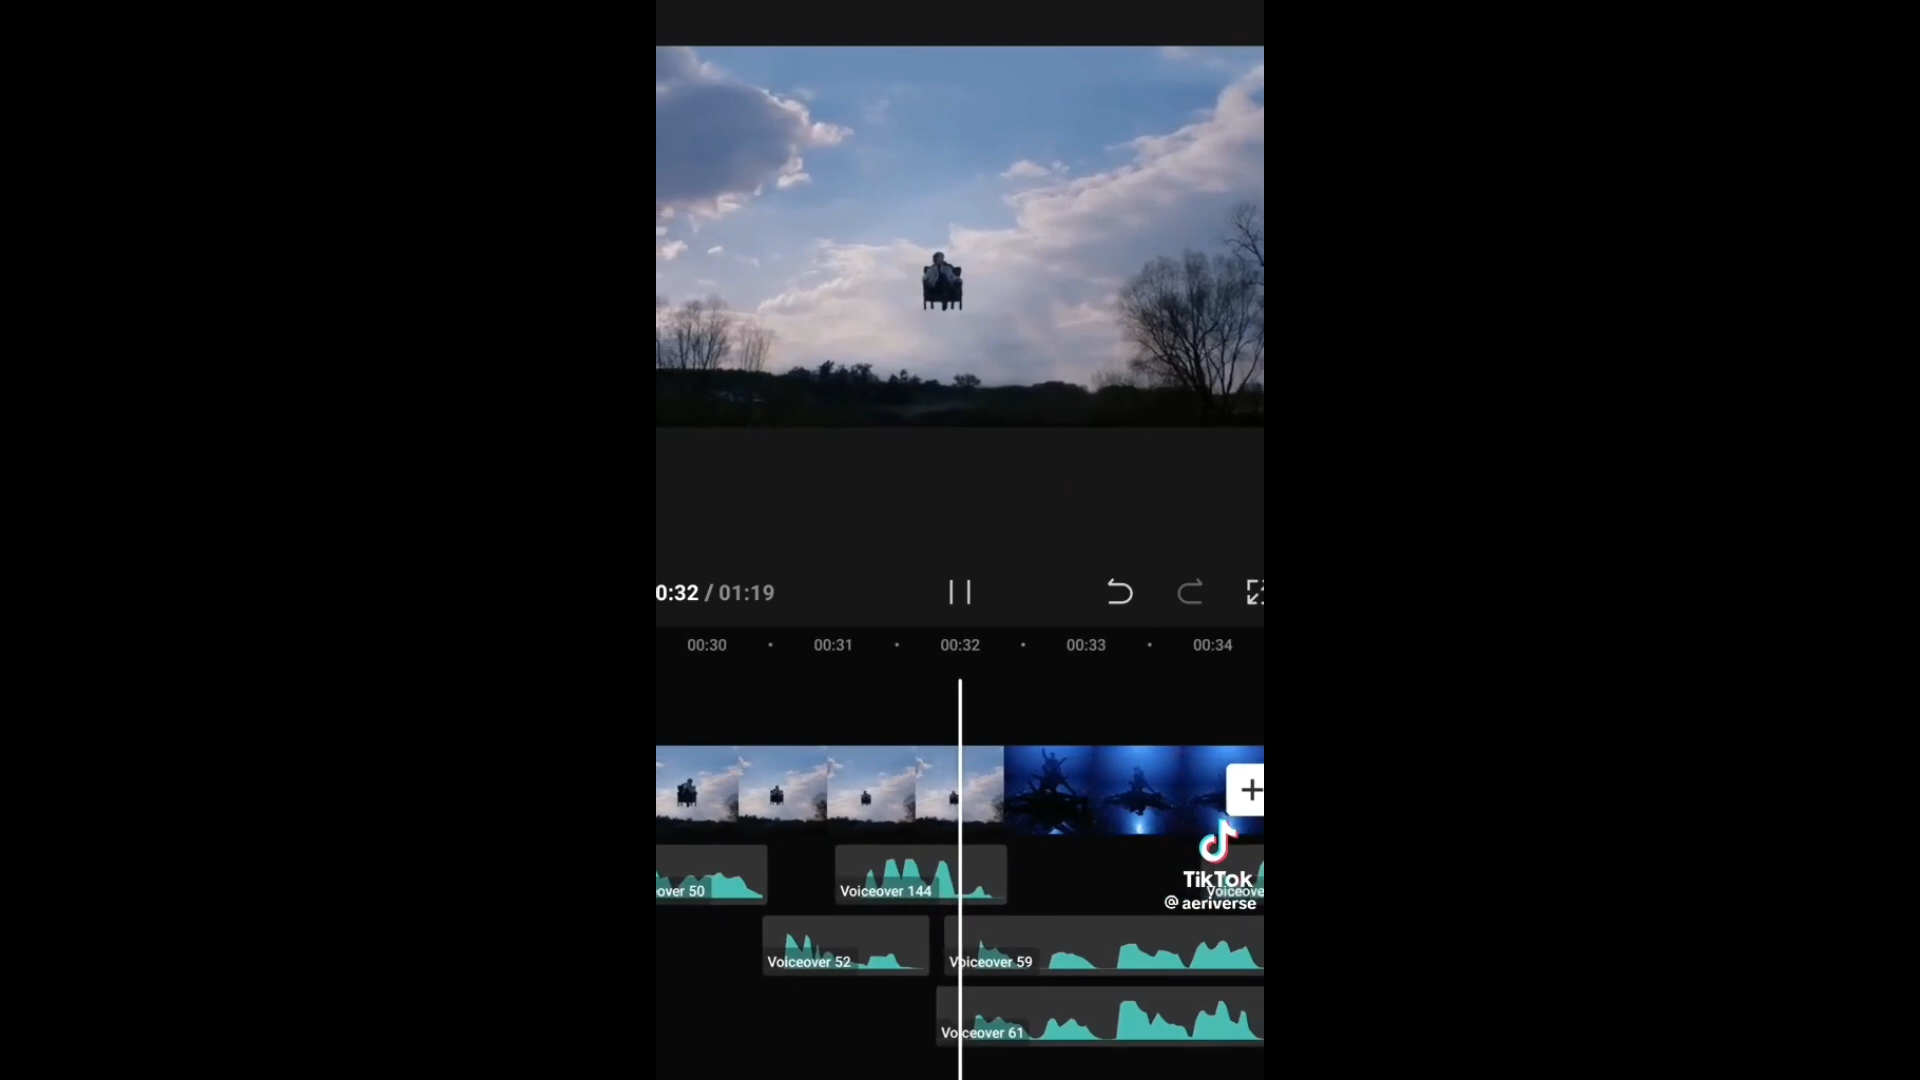 0:32 / 01:19
00:30
00:31
00:32
00:33
00:34
over 50
Voiceover 144
TikTok
@aeriverse
Voiceove
Voiceover 52
Voiceover 59
Voiceover 61